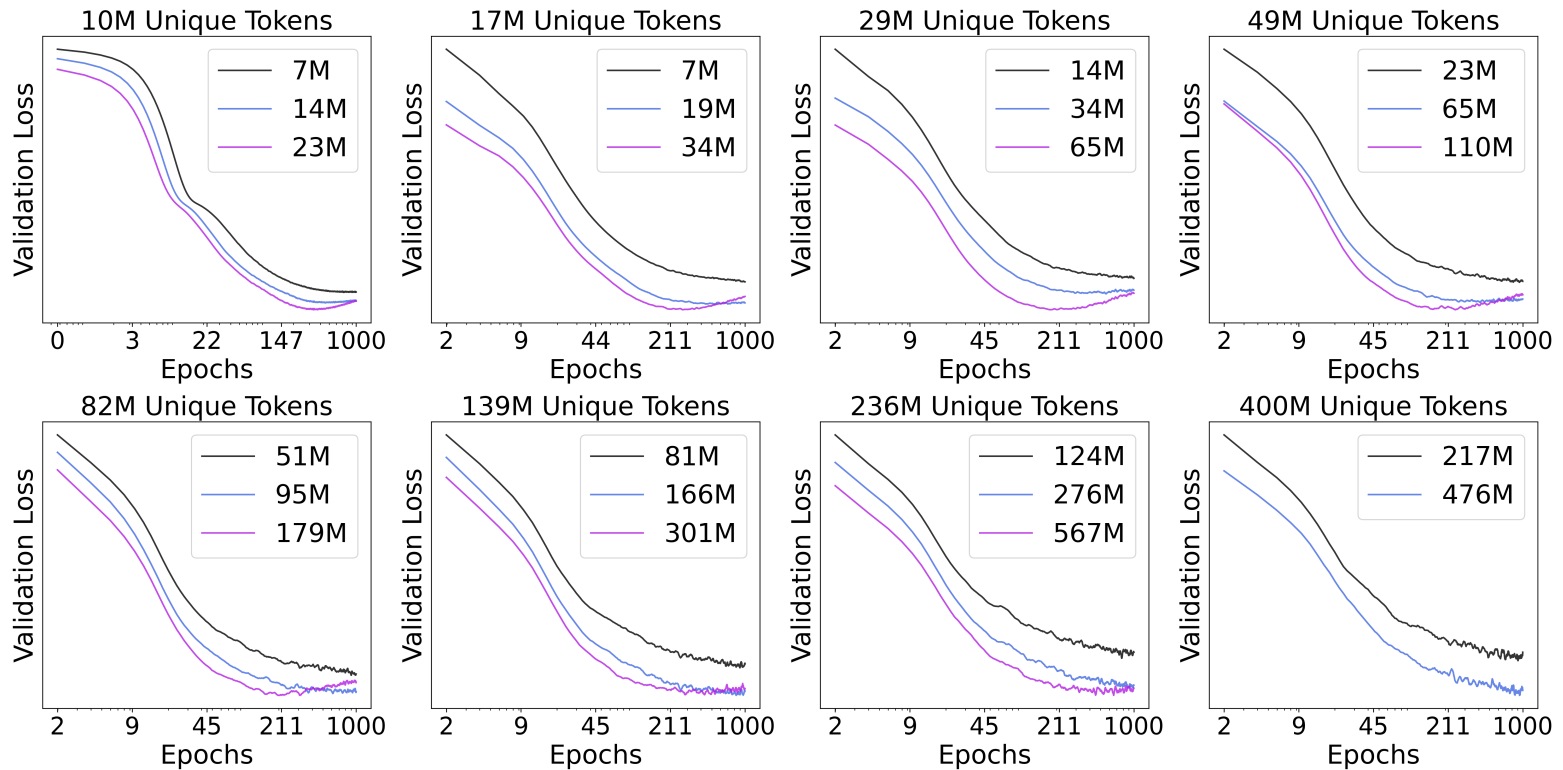 10M Unique Tokens
Validation Loss
7M
14M
23M
0 3 22 147 1000
Epochs
17M Unique Tokens
Validation Loss
7M
19M
34M
2 9 44 211 1000
Epochs
29M Unique Tokens
Validation Loss
14M
34M
65M
2 9 45 211 1000
Epochs
49M Unique Tokens
Validation Loss
23M
65M
110M
2 9 45 211 1000
Epochs
82M Unique Tokens
Validation Loss
51M
95M
179M
2 9 45 211 1000
Epochs
139M Unique Tokens
Validation Loss
81M
166M
301M
2 9 45 211 1000
Epochs
236M Unique Tokens
Validation Loss
124M
276M
567M
2 9 45 211 1000
Epochs
400M Unique Tokens
Validation Loss
217M
476M
2 9 45 211 1000
Epochs